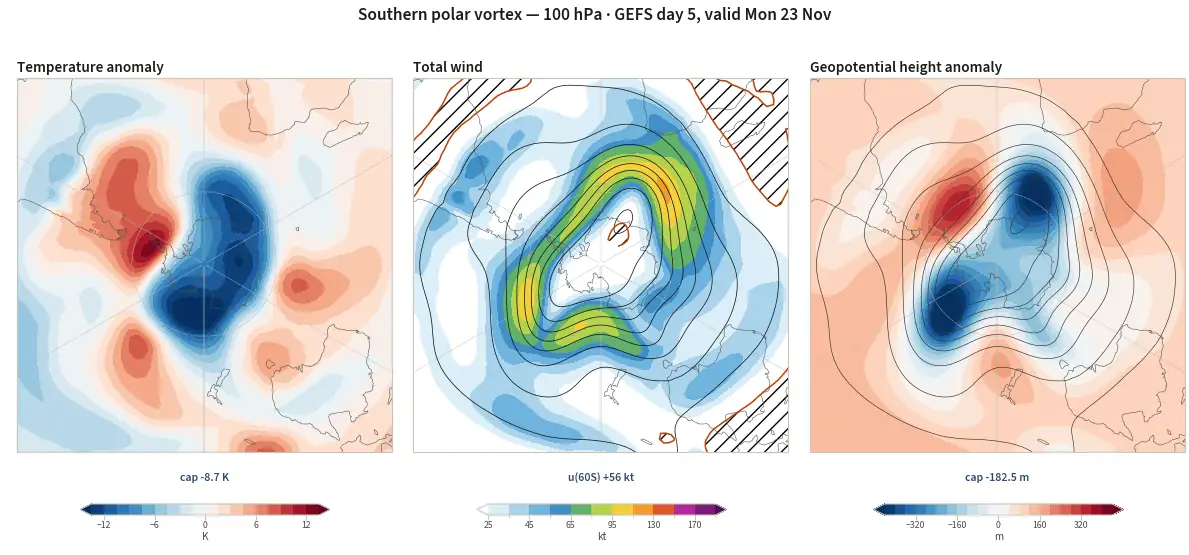 Southern polar vortex — 100 hPa · GEFS day 5, valid Mon 23 Nov
Temperature anomaly
Total wind
Geopotential height anomaly
cap -8.7 K
u(60S) +56 kt
cap -182.5 m
−12 −6 0 6 12
K
25 45 65 95 130 170
kt
−320 −160 0 160 320
m